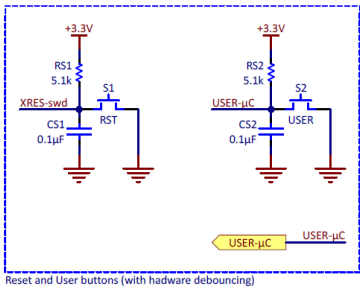 +3.3V
RS1
5.1k
S1
XRES-swd
RST
CS1
0.1µF
+3.3V
RS2
5.1k
S2
USER-µC
USER
CS2
0.1µF
USER-µC
USER-µC
Reset and User buttons (with hadware debouncing)